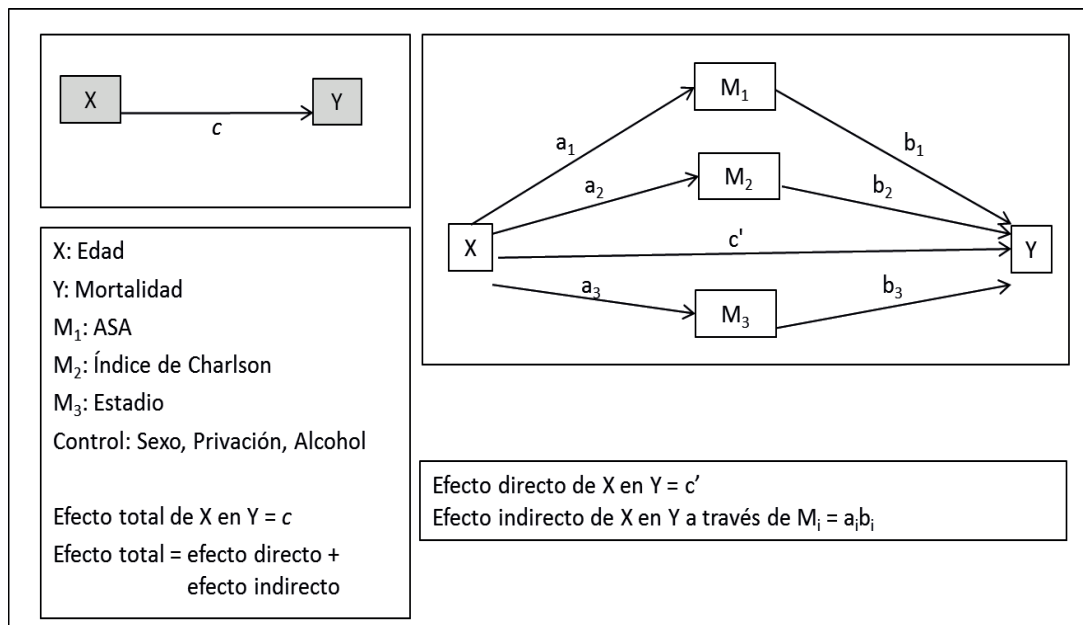 X
Y
c
X: Edad
Y: Mortalidad
M₁: ASA
M₂: Índice de Charlson
M₃: Estadio
Control: Sexo, Privación, Alcohol
Efecto total de X en Y = c
Efecto total = efecto directo +
efecto indirecto
M₁
a₁
b₁
M₂
a₂
b₂
X
c'
Y
a₃
b₃
M₃
Efecto directo de X en Y = c’
Efecto indirecto de X en Y a través de Mᵢ = aᵢbᵢ